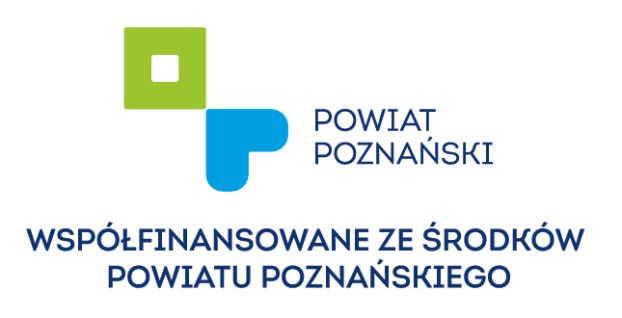 POWIAT
POZNAŃSKI
WSPÓŁFINANSOWANE ZE ŚRODKÓW
POWIATU POZNAŃSKIEGO